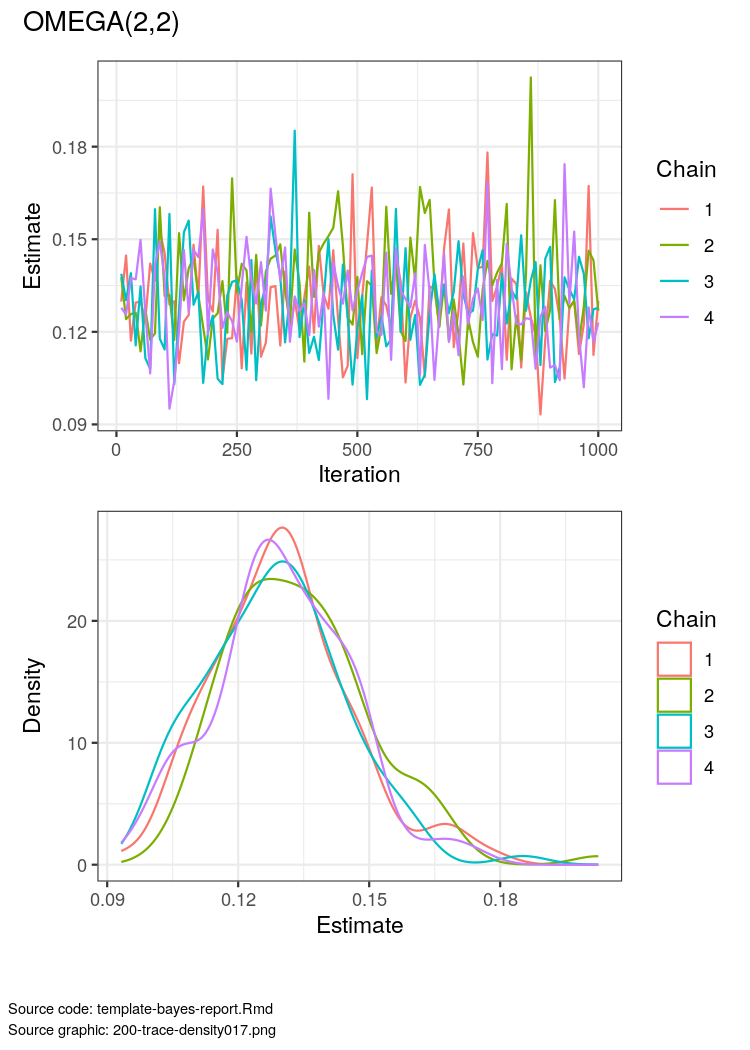 OMEGA(2,2)
Estimate
0.18
0.15
0.12
0.09
0 250 500 750 1000
Iteration
Chain
1
2
3
4
Density
20
10
0
0.09 0.12 0.15 0.18
Estimate
Chain
1
2
3
4
Source code: template-bayes-report.Rmd
Source graphic: 200-trace-density017.png